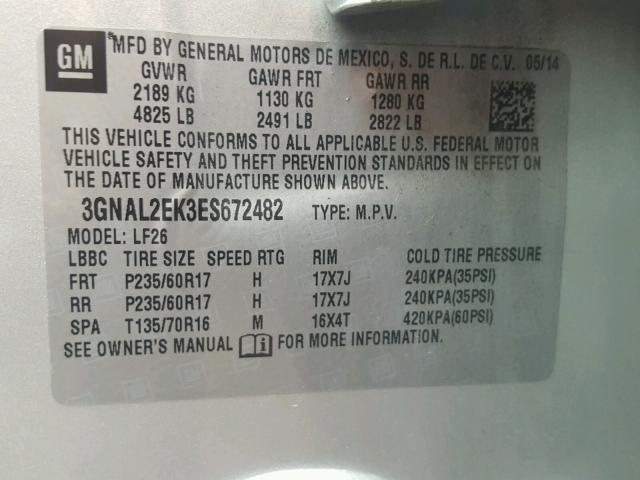 GM
MFD BY GENERAL MOTORS DE MEXICO, S. DE R.L. DE C.V. 05/14
GVWR GAWR FRT GAWR RR
2189 KG 1130 KG 1280 KG
4825 LB 2491 LB 2822 LB
THIS VEHICLE CONFORMS TO ALL APPLICABLE U.S. FEDERAL MOTOR
VEHICLE SAFETY AND THEFT PREVENTION STANDARDS IN EFFECT ON
THE DATE OF MANUFACTURE SHOWN ABOVE.
3GNAL2EK3ES672482 TYPE: M.P.V.
MODEL: LF26
LBBC TIRE SIZE SPEED RTG RIM COLD TIRE PRESSURE
FRT P235/60R17 H 17X7J 240KPA(35PSI)
RR P235/60R17 H 17X7J 240KPA(35PSI)
SPA T135/70R16 M 16X4T 420KPA(60PSI)
SEE OWNER'S MANUAL FOR MORE INFORMATION.